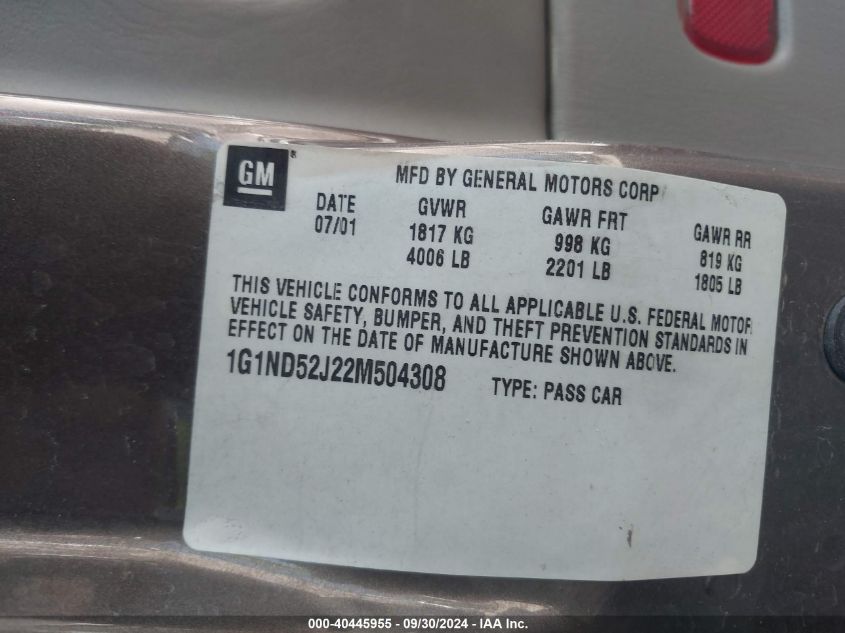 GM ®
MFD BY GENERAL MOTORS CORP
DATE GVWR GAWR FRT GAWR RR
07/01 1817 KG 998 KG 819 KG
4006 LB 2201 LB 1805 LB
THIS VEHICLE CONFORMS TO ALL APPLICABLE U.S. FEDERAL MOTOR
VEHICLE SAFETY, BUMPER, AND THEFT PREVENTION STANDARDS IN
EFFECT ON THE DATE OF MANUFACTURE SHOWN ABOVE.
1G1ND52J22M504308 TYPE: PASS CAR
000-40445955 - 09/30/2024 - IAA Inc.